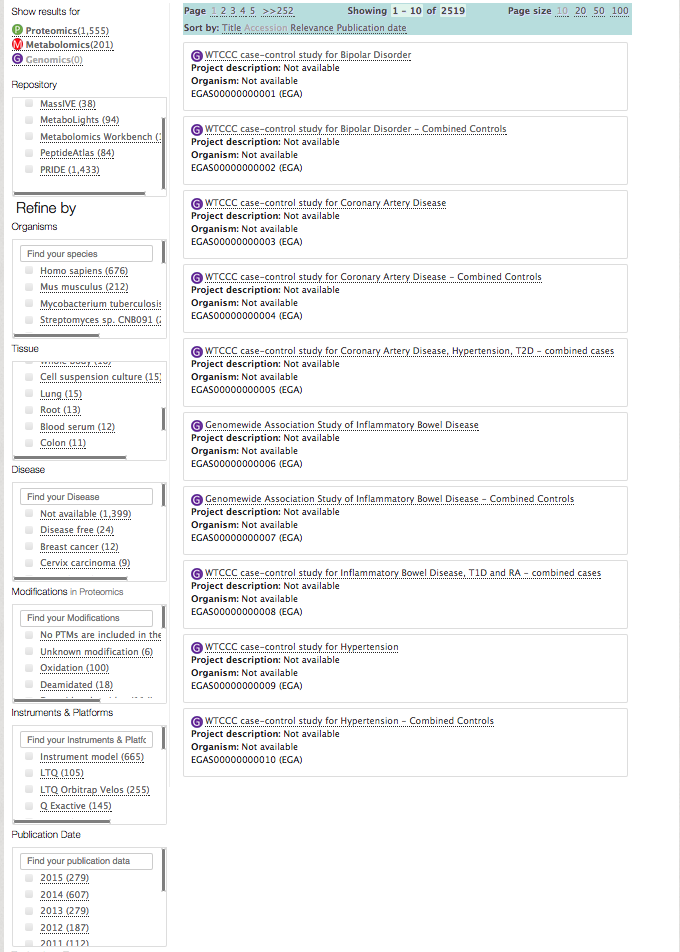 Show results for
P Proteomics(1,555)
M Metabolomics(201)
G Genomics(0)
Repository
MassIVE (38)
MetaboLights (94)
Metabolomics Workbench (
PeptideAtlas (84)
PRIDE (1,433)
Refine by
Organisms
Find your species
Homo sapiens (676)
Mus musculus (212)
Mycobacterium tuberculosis
Streptomyces sp. CNB091 (
Tissue
Cell suspension culture (15)
Lung (15)
Root (13)
Blood serum (12)
Colon (11)
Disease
Find your Disease
Not available (1,399)
Disease free (24)
Breast cancer (12)
Cervix carcinoma (9)
Modifications in Proteomics
Find your Modifications
No PTMs are included in the
Unknown modification (6)
Oxidation (100)
Deamidated (18)
Instruments & Platforms
Find your Instruments & Platfc
Instrument model (665)
LTQ (105)
LTQ Orbitrap Velos (255)
Q Exactive (145)
Publication Date
Find your publication data
2015 (279)
2014 (607)
2013 (279)
2012 (187)
2011 (112)
Page 1 2 3 4 5 >>252 Showing 1 - 10 of 2519 Page size 10 20 50 100
Sort by: Title Accession Relevance Publication date
G WTCCC case-control study for Bipolar Disorder
Project description: Not available
Organism: Not available
EGAS00000000001 (EGA)
G WTCCC case-control study for Bipolar Disorder - Combined Controls
Project description: Not available
Organism: Not available
EGAS00000000002 (EGA)
G WTCCC case-control study for Coronary Artery Disease
Project description: Not available
Organism: Not available
EGAS00000000003 (EGA)
G WTCCC case-control study for Coronary Artery Disease - Combined Controls
Project description: Not available
Organism: Not available
EGAS00000000004 (EGA)
G WTCCC case-control study for Coronary Artery Disease, Hypertension, T2D - combined cases
Project description: Not available
Organism: Not available
EGAS00000000005 (EGA)
G Genomewide Association Study of Inflammatory Bowel Disease
Project description: Not available
Organism: Not available
EGAS00000000006 (EGA)
G Genomewide Association Study of Inflammatory Bowel Disease - Combined Controls
Project description: Not available
Organism: Not available
EGAS00000000007 (EGA)
G WTCCC case-control study for Inflammatory Bowel Disease, T1D and RA - combined cases
Project description: Not available
Organism: Not available
EGAS00000000008 (EGA)
G WTCCC case-control study for Hypertension
Project description: Not available
Organism: Not available
EGAS00000000009 (EGA)
G WTCCC case-control study for Hypertension - Combined Controls
Project description: Not available
Organism: Not available
EGAS00000000010 (EGA)